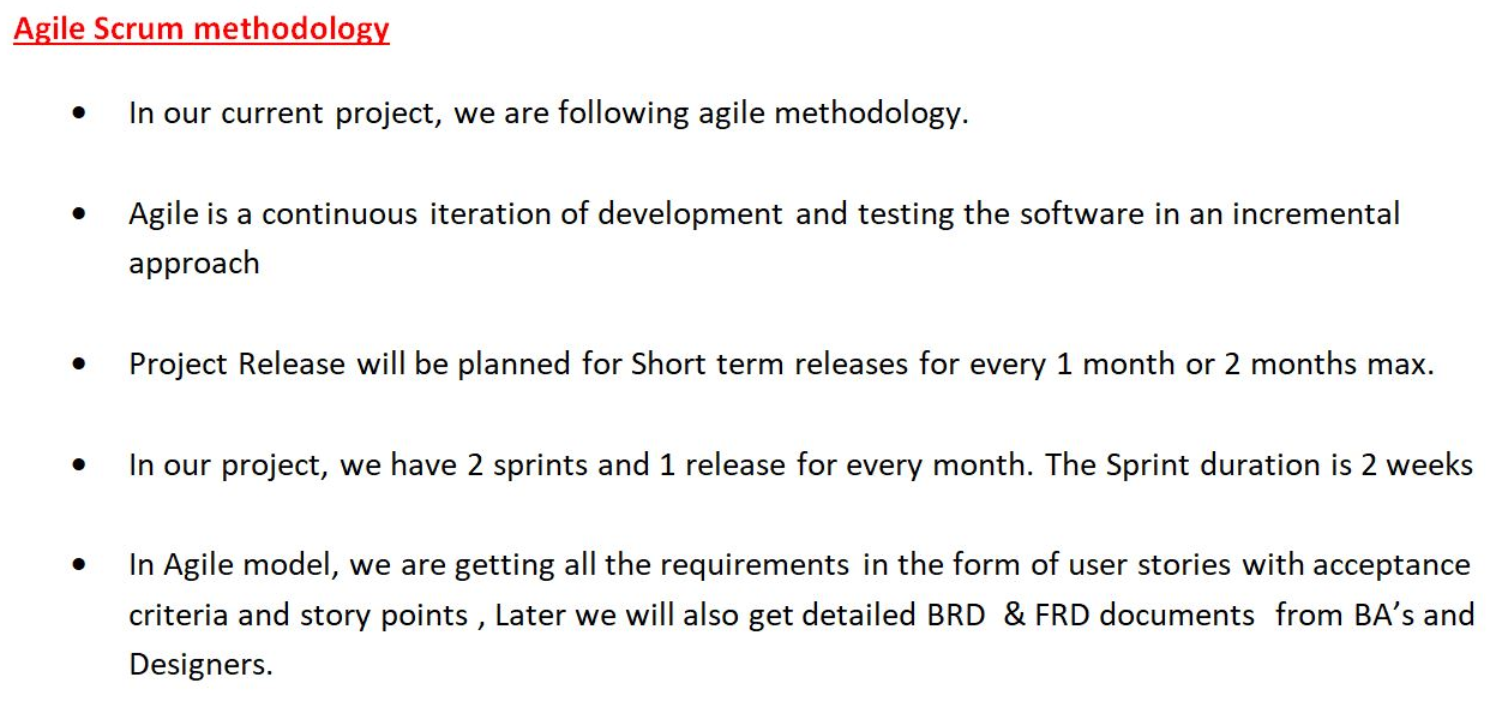 Agile Scrum methodology
• In our current project, we are following agile methodology.
• Agile is a continuous iteration of development and testing the software in an incremental
approach
• Project Release will be planned for Short term releases for every 1 month or 2 months max.
• In our project, we have 2 sprints and 1 release for every month. The Sprint duration is 2 weeks
• In Agile model, we are getting all the requirements in the form of user stories with acceptance
criteria and story points , Later we will also get detailed BRD & FRD documents from BA’s and
Designers.